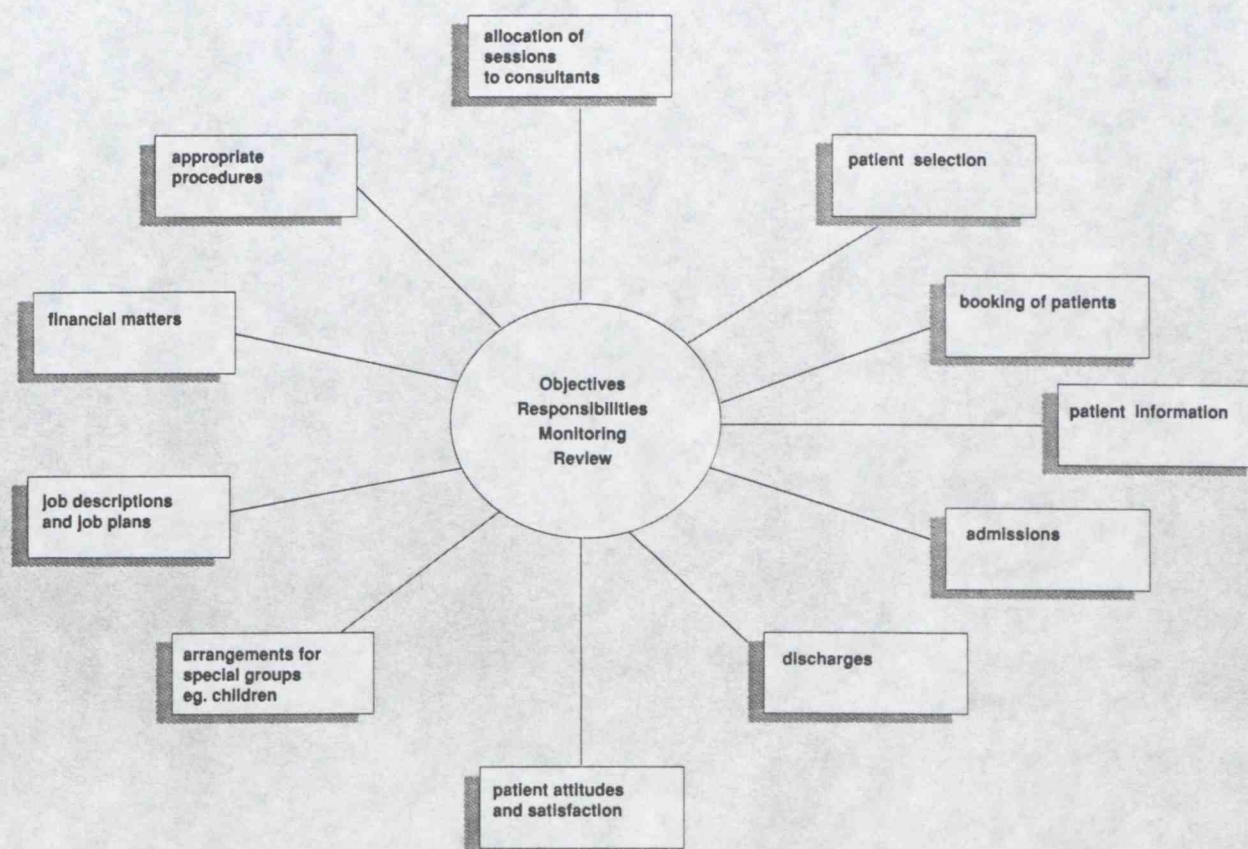 allocation of
sessions
to consultants
appropriate
procedures
patient selection
financial matters
booking of patients
Objectives
Responsibilities
Monitoring
Review
patient information
job descriptions
and job plans
admissions
arrangements for
special groups
eg. children
discharges
patient attitudes
and satisfaction